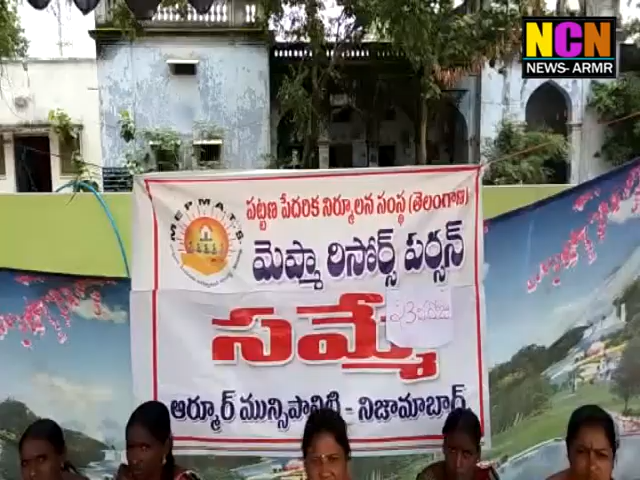 NCN
NEWS- ARMR
MEPMA T.S.
పట్టణ పేదరిక నిర్మూలన సంస్థ (తెలంగాణ)
మెప్మా రిసోర్స్ పర్సన్
సమ్మె
ఆర్మూర్ మున్సిపాలిటి - నిజామాబాద్